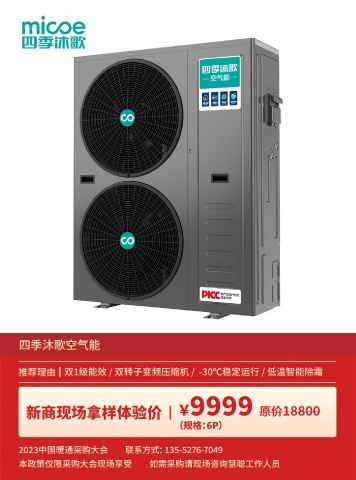 micoe
四季沐歌
四季沐歌
空气能
PICC
四季沐歌空气能
推荐理由 | 双1级能效 / 双转子变频压缩机 / -30℃稳定运行 / 低温智能除霜
新商现场拿样体验价 | ¥9999 原价18800
(规格:6P)
2023中国暖通采购大会 联系方式: 135-5276-7049
本政策仅限采购大会现场享受 如需采购请现场咨询慧聪工作人员